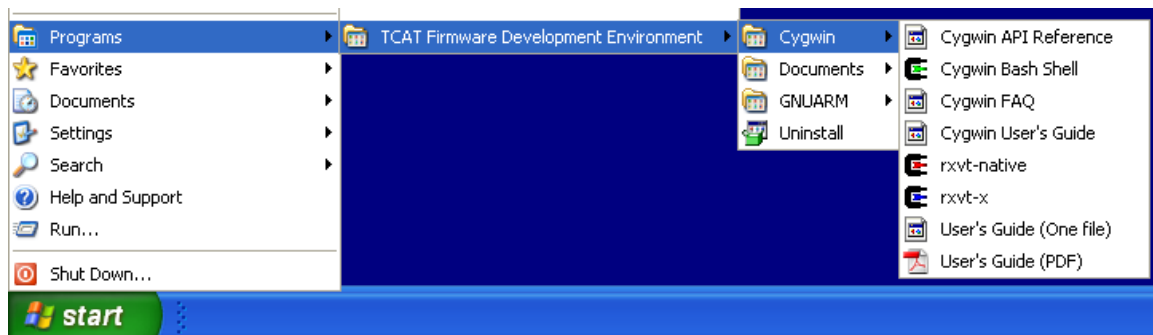 Programs
Favorites
Documents
Settings
Search
Help and Support
Run...
Shut Down...
start
TCAT Firmware Development Environment
Cygwin
Documents
GNUARM
Uninstall
Cygwin API Reference
Cygwin Bash Shell
Cygwin FAQ
Cygwin User's Guide
rxvt-native
rxvt-x
User's Guide (One file)
User's Guide (PDF)